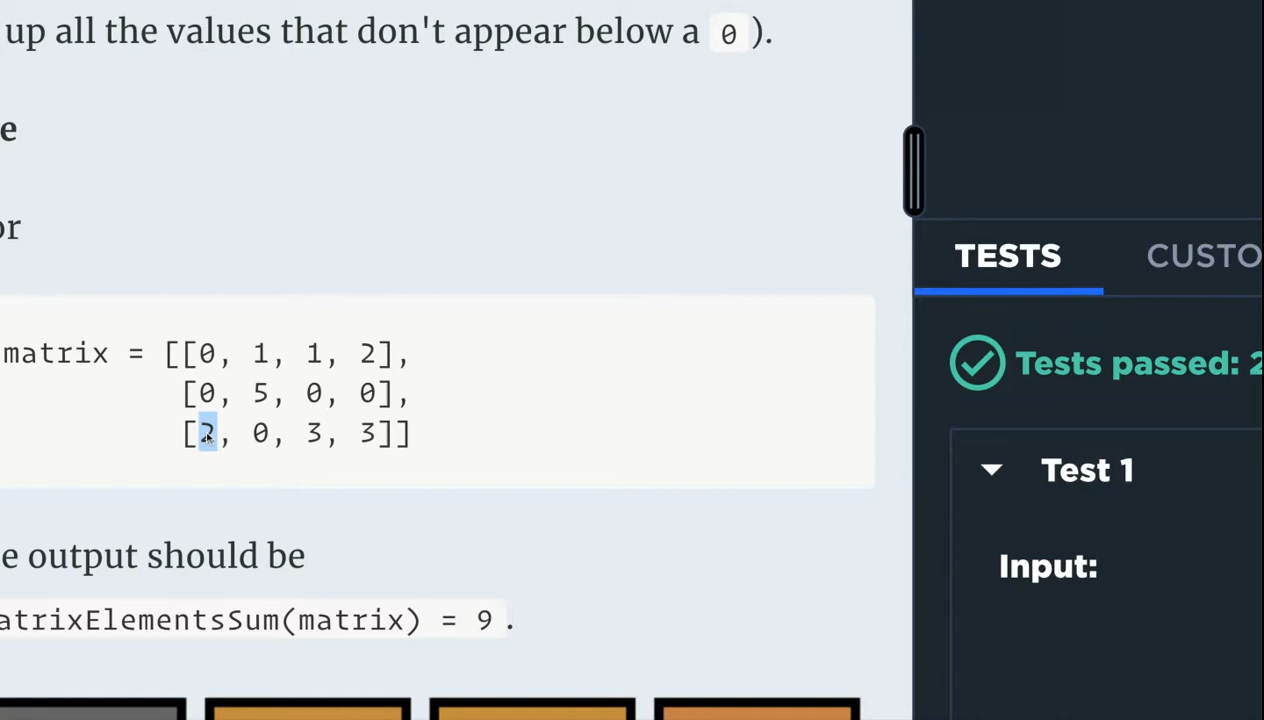 up all the values that don't appear below a 0 ).
e
or
matrix = [[0, 1, 1, 2],
[0, 5, 0, 0],
[2, 0, 3, 3]]
e output should be
atrixElementsSum(matrix) = 9 .
TESTS CUSTO
Tests passed: 2
Test 1
Input: